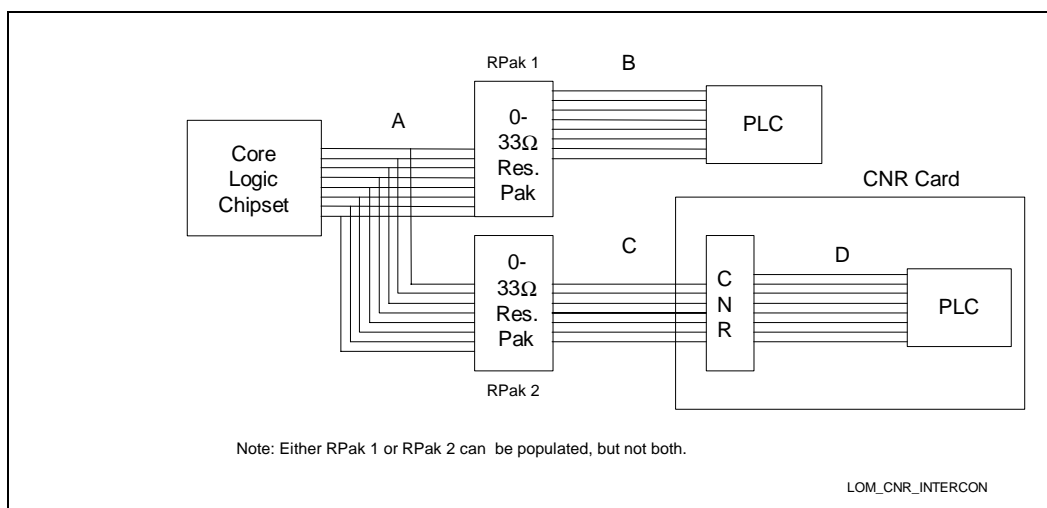 RPak 1
B
A
0-
33Ω
Res.
Pak
PLC
Core
Logic
Chipset
CNR Card
C
0-
33Ω
Res.
Pak
C
N
R
D
PLC
RPak 2
Note: Either RPak 1 or RPak 2 can be populated, but not both.
LOM_CNR_INTERCON